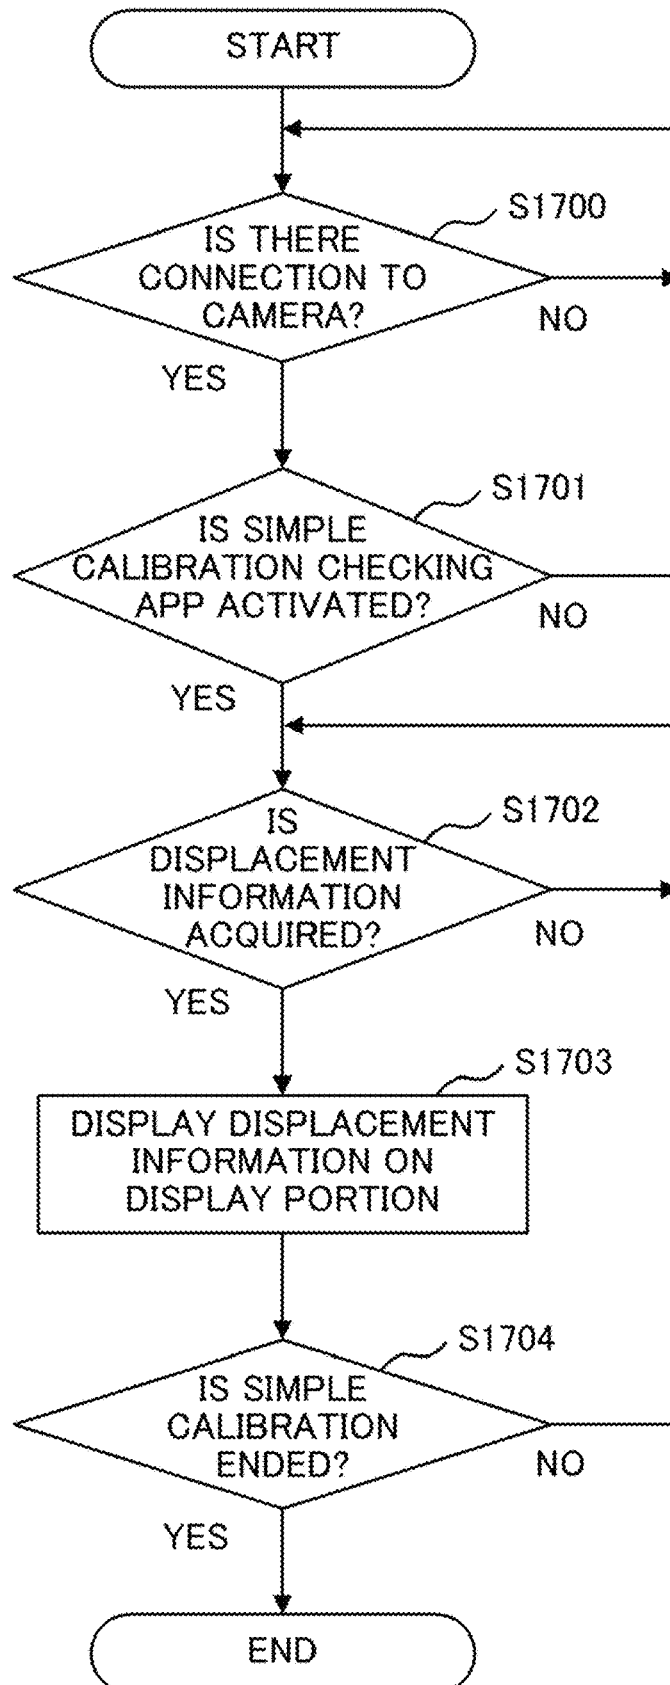 START
S1700
IS THERE
CONNECTION TO
CAMERA?
NO
YES
S1701
IS SIMPLE
CALIBRATION CHECKING
APP ACTIVATED?
NO
YES
S1702
IS
DISPLACEMENT
INFORMATION
ACQUIRED?
NO
YES
S1703
DISPLAY DISPLACEMENT
INFORMATION ON
DISPLAY PORTION
S1704
IS SIMPLE
CALIBRATION
ENDED?
NO
YES
END